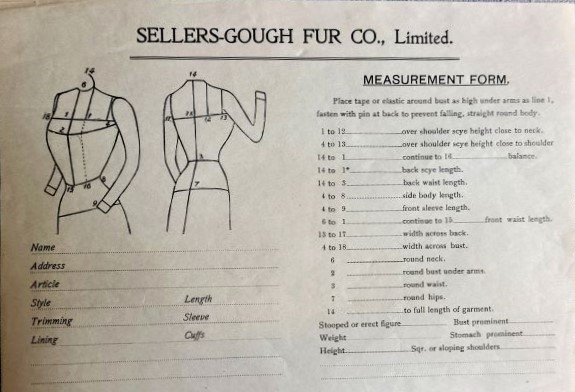 SELLERS-GOUGH FUR CO., Limited.
MEASUREMENT FORM.
Place tape or elastic around bust as high under arms as line 1,
fasten with pin at back to prevent falling, straight round body.
1 to 12 over shoulder scye height close to neck.
4 to 13 over shoulder scye height close to shoulder
14 to 1 continue to 16 balance.
14 to 1* back scye length.
14 to 5 back waist length.
4 to 8 side body length.
4 to 9 front sleeve length.
6 to 1 continue to 15 front waist length.
13 to 17 width across back.
4 to 18 width across bust.
6 round neck.
2 round bust under arms.
3 round waist.
7 round hips.
14 to full length of garment.
Stooped or erect figure Bust prominent
Weight Stomach prominent
Height Sqr. or sloping shoulders
Name
Address
Article
Style Length
Trimming Sleeve
Lining Cuffs